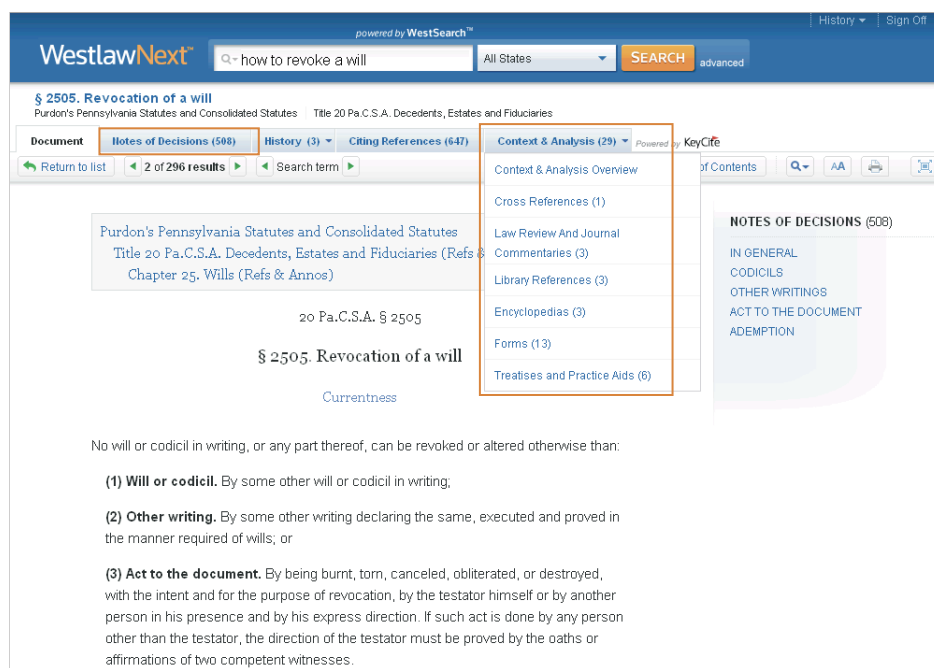 History Sign Off
powered by WestSearch™
WestlawNext™ how to revoke a will All States SEARCH advanced
§ 2505. Revocation of a will
Purdon's Pennsylvania Statutes and Consolidated Statutes Title 20 Pa.C.S.A. Decedents, Estates and Fiduciaries
Document Notes of Decisions (508) History (3) Citing References (647) Context & Analysis (29) Powered by KeyCite
Return to list 2 of 296 results Search term of Contents AA
Context & Analysis Overview
Cross References (1)
Law Review And Journal
Commentaries (3)
Library References (3)
Encyclopedias (3)
Forms (13)
Treatises and Practice Aids (6)
Purdon's Pennsylvania Statutes and Consolidated Statutes
Title 20 Pa.C.S.A. Decedents, Estates and Fiduciaries (Refs &
Chapter 25. Wills (Refs & Annos)
NOTES OF DECISIONS (508)
IN GENERAL
CODICILS
OTHER WRITINGS
ACT TO THE DOCUMENT
ADEMPTION
20 Pa.C.S.A. § 2505
§ 2505. Revocation of a will
Currentness
No will or codicil in writing, or any part thereof, can be revoked or altered otherwise than:
(1) Will or codicil. By some other will or codicil in writing;
(2) Other writing. By some other writing declaring the same, executed and proved in
the manner required of wills; or
(3) Act to the document. By being burnt, torn, canceled, obliterated, or destroyed,
with the intent and for the purpose of revocation, by the testator himself or by another
person in his presence and by his express direction. If such act is done by any person
other than the testator, the direction of the testator must be proved by the oaths or
affirmations of two competent witnesses.